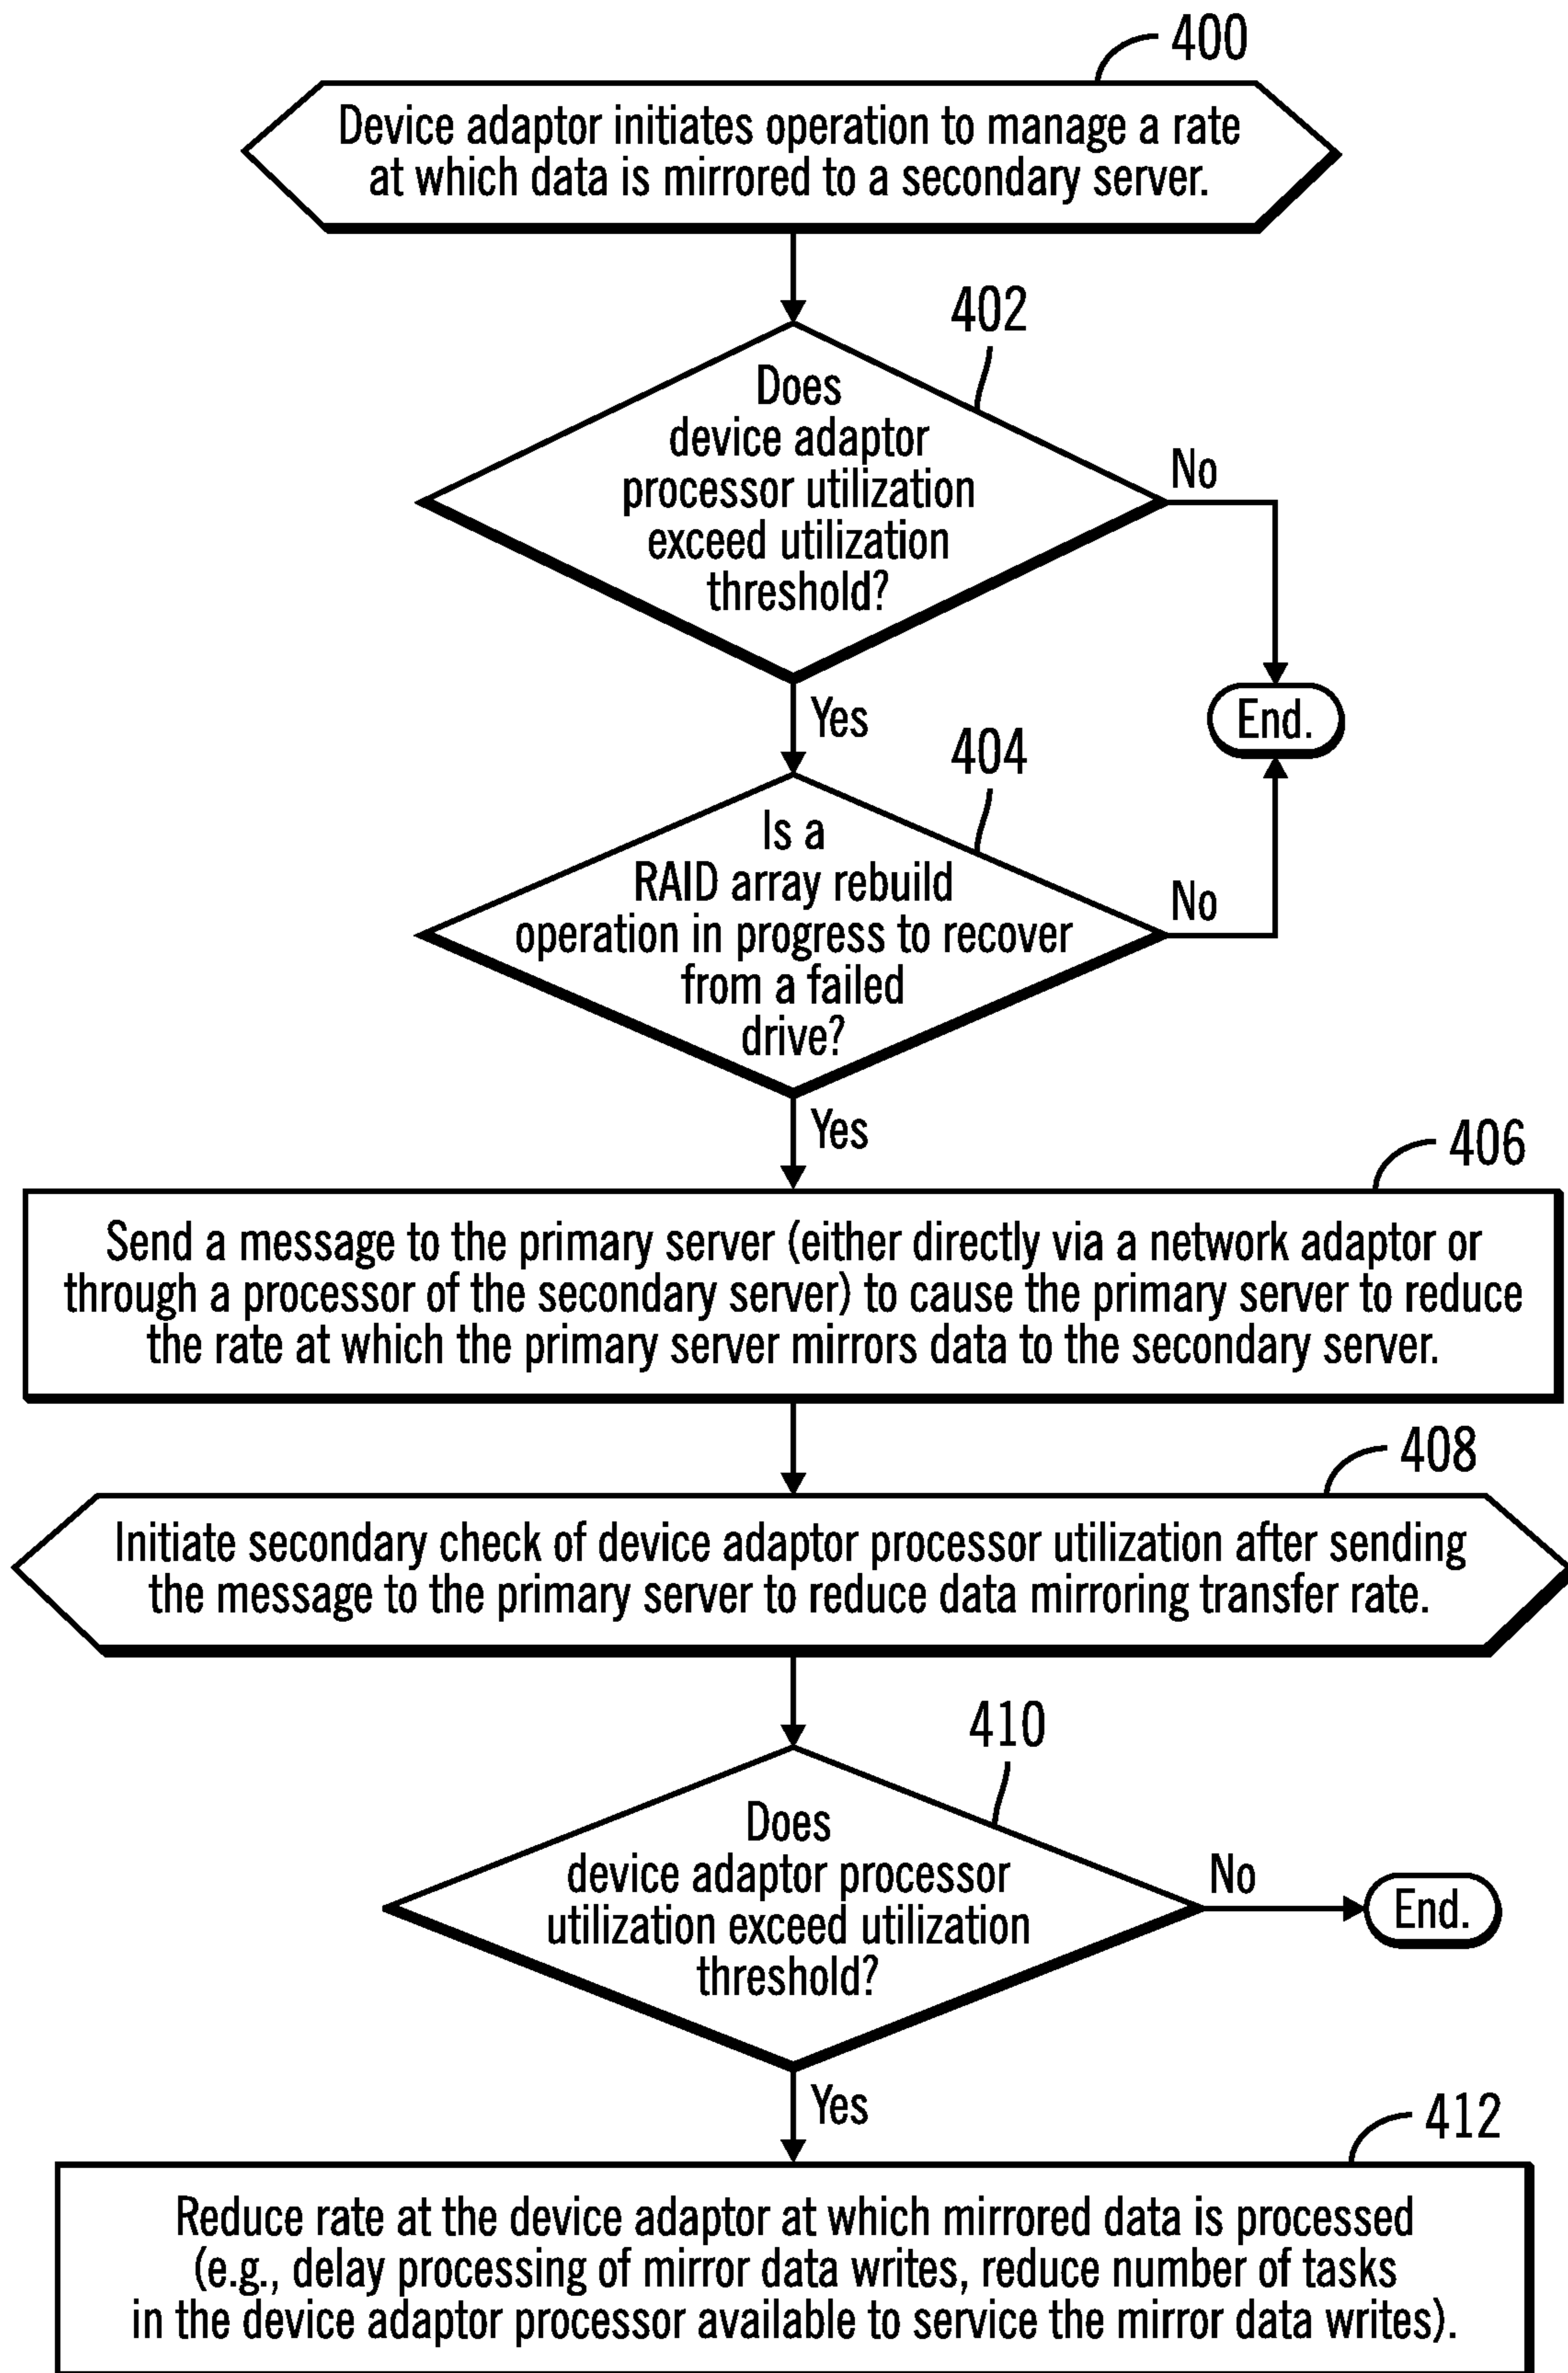 400
Device adaptor initiates operation to manage a rate
at which data is mirrored to a secondary server.
402
Does
device adaptor
processor utilization
exceed utilization
threshold?
No
End.
Yes
404
Is a
RAID array rebuild
operation in progress to recover
from a failed
drive?
No
Yes
406
Send a message to the primary server (either directly via a network adaptor or
through a processor of the secondary server) to cause the primary server to reduce
the rate at which the primary server mirrors data to the secondary server.
408
Initiate secondary check of device adaptor processor utilization after sending
the message to the primary server to reduce data mirroring transfer rate.
410
Does
device adaptor processor
utilization exceed utilization
threshold?
No
End.
Yes
412
Reduce rate at the device adaptor at which mirrored data is processed
(e.g., delay processing of mirror data writes, reduce number of tasks
in the device adaptor processor available to service the mirror data writes).